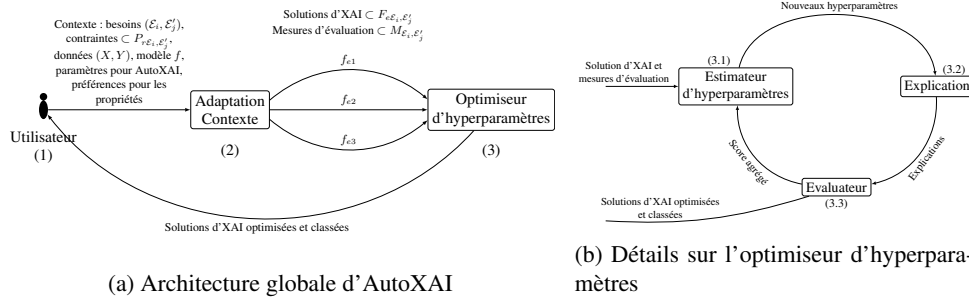 Contexte : besoins (ℰᵢ, ℰ′ⱼ),
contraintes ⊂ P_{rℰᵢ,ℰ′ⱼ},
données (X, Y), modèle f,
paramètres pour AutoXAI,
préférences pour les
propriétés
Utilisateur
(1)
Adaptation
Contexte
(2)
Solutions d'XAI ⊂ F_{eℰᵢ,ℰ′ⱼ}
Mesures d'évaluation ⊂ M_{ℰᵢ,ℰ′ⱼ}
f_{e1}
f_{e2}
f_{e3}
Optimiseur
d'hyperparamètres
(3)
Solutions d'XAI optimisées et classées
(a) Architecture globale d'AutoXAI
Nouveaux hyperparamètres
Solution d'XAI et
mesures d'évaluation
(3.1)
Estimateur
d'hyperparamètres
(3.2)
Explication
Explications
Score agrégé
Evaluateur
(3.3)
Solutions d'XAI optimisées
et classées
(b) Détails sur l'optimiseur d'hyperpara-
mètres